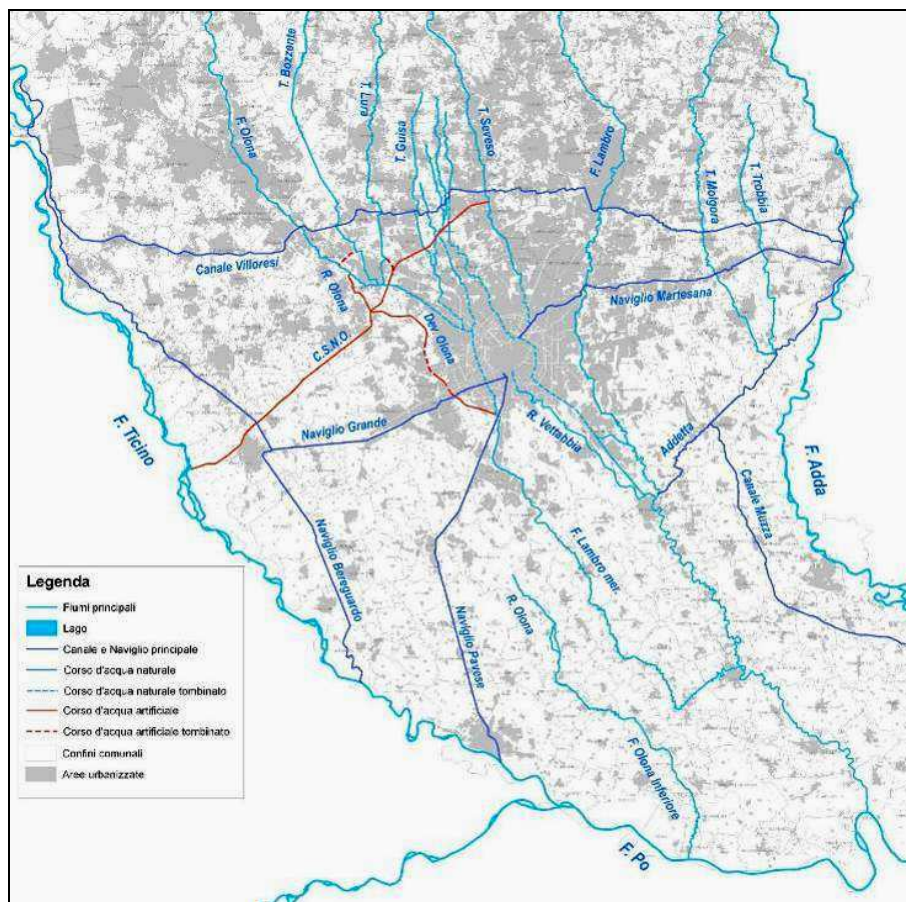 T. Bozzente
T. Lura
T. Guisa
T. Seveso
F. Olona
F. Lambro
T. Molgora
T. Trobbia
Canale Villoresi
R. Olona
Naviglio Martesana
Dev. Olona
C.S.N.O.
F. Ticino
Naviglio Grande
R. Vettabbia
Addetta
F. Adda
Canale Muzza
Naviglio Bereguardo
F. Lambro mer.
R. Olona
Naviglio Pavese
F. Olona Inferiore
F. Po
Legenda
Fiumi principali
Lago
Canale e Naviglio principale
Corso d'acqua naturale
Corso d'acqua naturale tombinato
Corso d'acqua artificiale
Corso d'acqua artificiale tombinato
Confini comunali
Aree urbanizzate